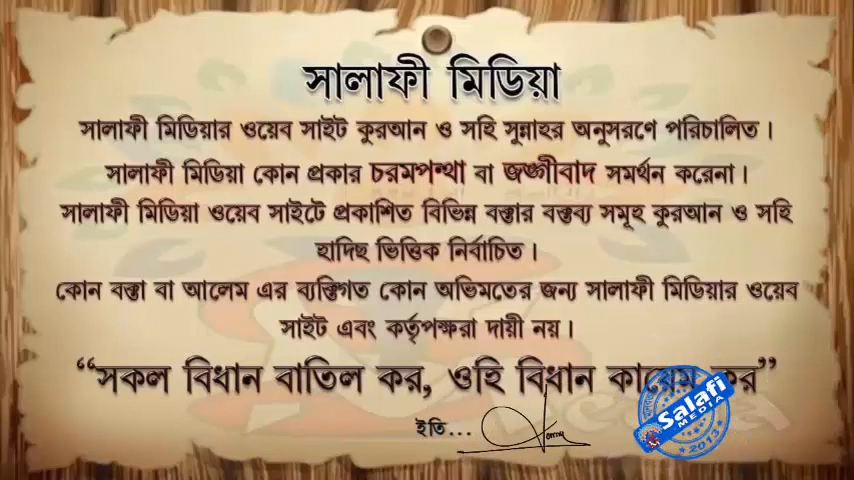 সালাফী মিডিয়া
সালাফী মিডিয়ার ওয়েব সাইট কুরআন ও সহি সুন্নাহর অনুসরণে পরিচালিত।
সালাফী মিডিয়া কোন প্রকার চরমপন্থা বা জঙ্গীবাদ সমর্থন করেনা।
সালাফী মিডিয়া ওয়েব সাইটে প্রকাশিত বিভিন্ন বক্তার বক্তব্য সমূহ কুরআন ও সহি
হাদিছ ভিত্তিক নির্বাচিত।
কোন বক্তা বা আলেম এর ব্যক্তিগত কোন অভিমতের জন্য সালাফী মিডিয়ার ওয়েব
সাইট এবং কর্তৃপক্ষরা দায়ী নয়।
“সকল বিধান বাতিল কর, ওহি বিধান কায়েম কর”
ইতি...
Salafi
MEDIA
2013